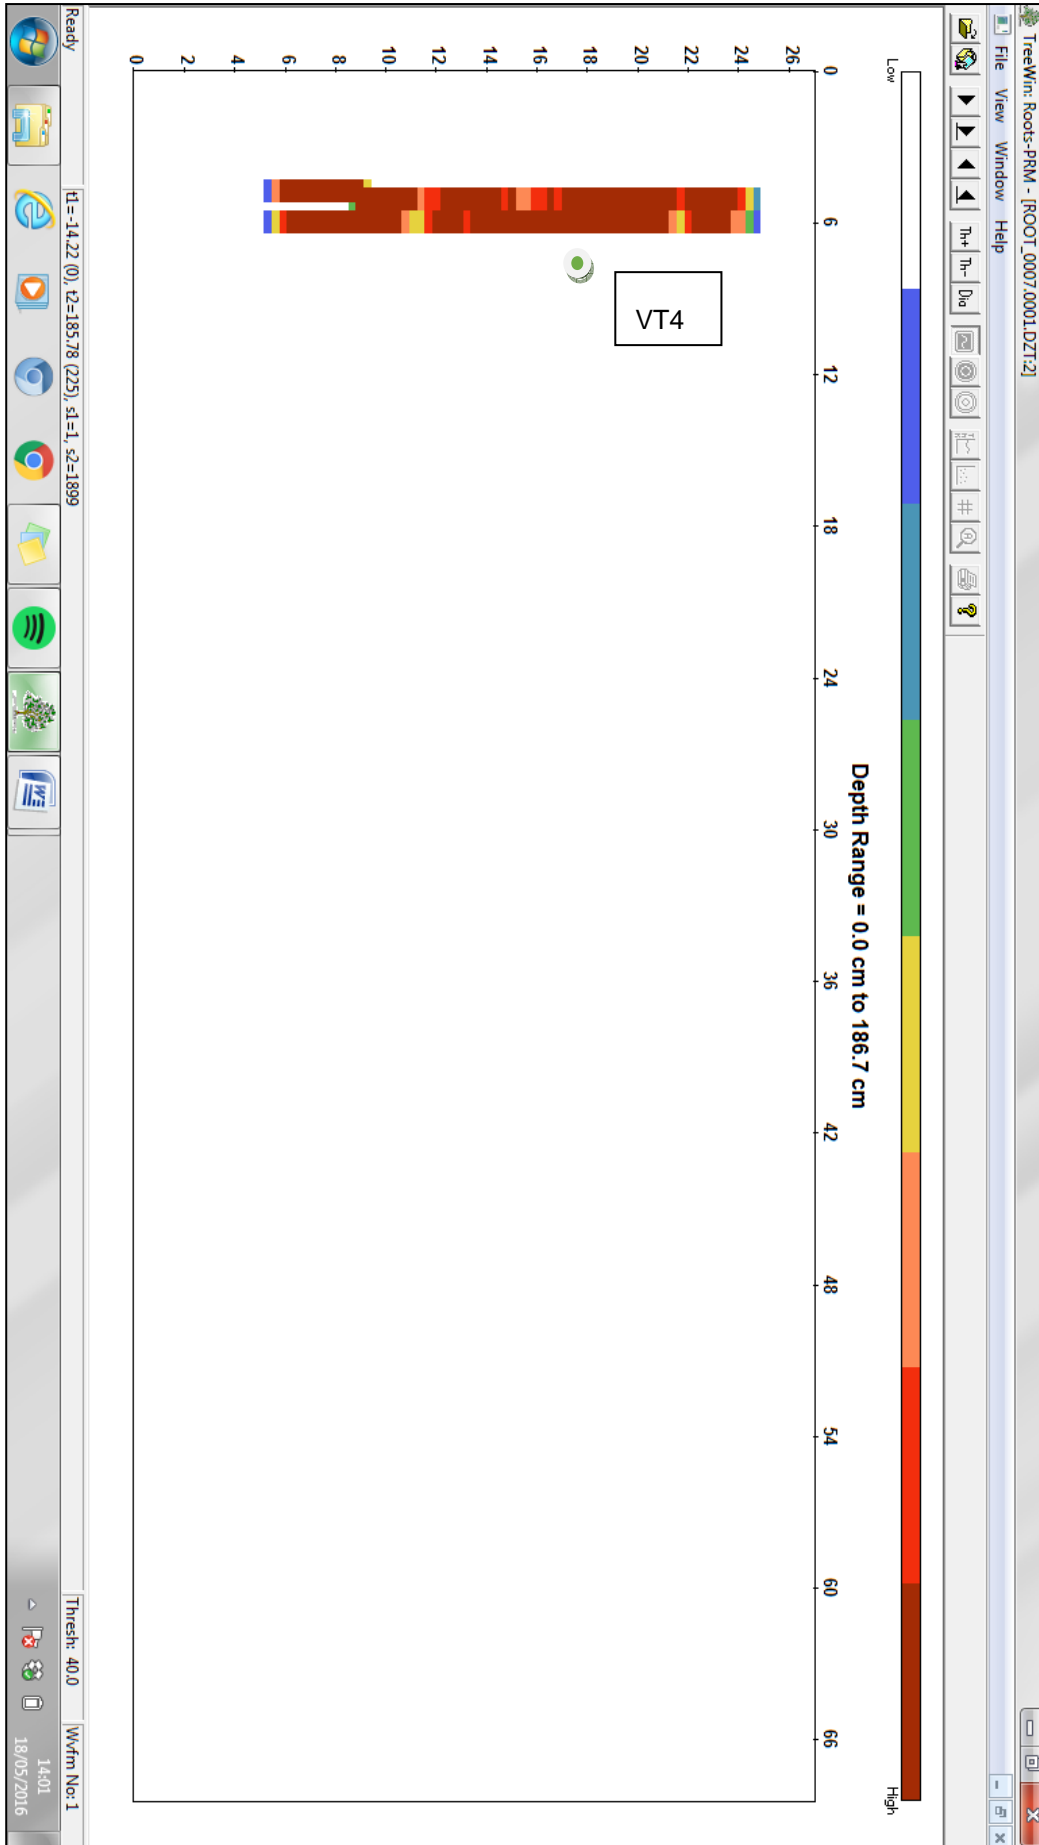 TreeWin: Roots-PRM - [ROOT_0007.0001.DZT:2]
File View Window Help
Th+ Th- Dia
Low
High
Depth Range = 0.0 cm to 186.7 cm
0 6 12 18 24 30 36 42 48 54 60 66
26
24
22
20
18
16
14
12
10
8
6
4
2
0
VT4
Ready
t1=-14.22 (0), t2=185.78 (225), s1=1, s2=1899
Thresh: 40.0
Wvfm No: 1
14:01
18/05/2016